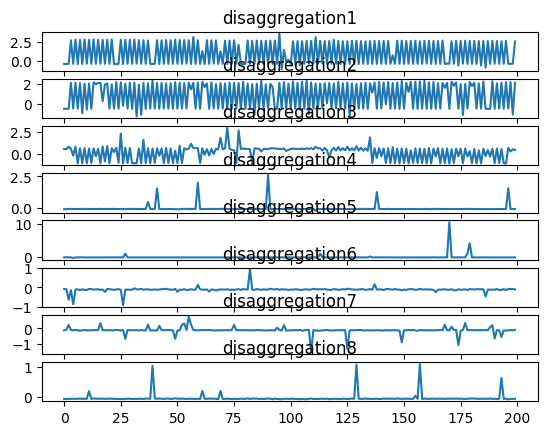 disaggregation1
2.5
0.0
disaggregation2
2
0
disaggregation3
2.5
0.0
disaggregation4
2.5
0.0
disaggregation5
10
0
disaggregation6
1
0
−1
disaggregation7
0
−1
disaggregation8
1
0
0 25 50 75 100 125 150 175 200